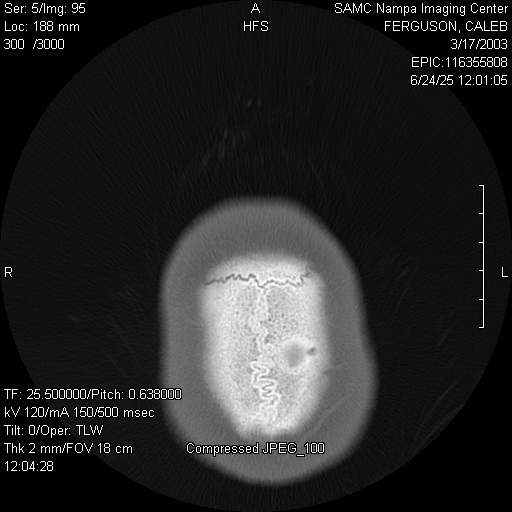 Ser: 5/Img: 95
Loc: 188 mm
300 /3000
A
HFS
SAMC Nampa Imaging Center
FERGUSON, CALEB
3/17/2003
EPIC:116355808
6/24/25 12:01:05
R
L
TF: 25.500000/Pitch: 0.638000
kV 120/mA 150/500 msec
Tilt: 0/Oper: TLW
Thk 2 mm/FOV 18 cm
12:04:28
Compressed JPEG_100